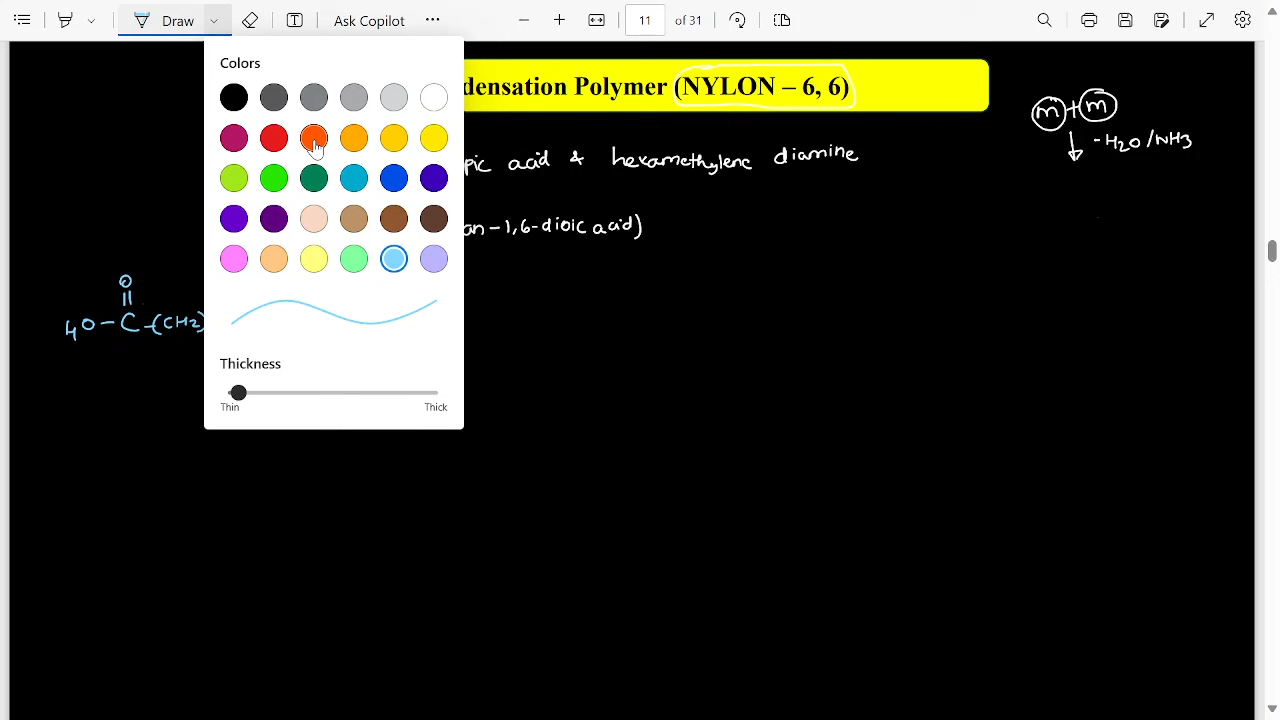 Draw
Ask Copilot
11 of 31
Colors
densation Polymer (NYLON – 6, 6)
m + m
-H2O/NH3
pic acid & hexamethylene diamine
an-1,6-dioic acid)
O
HO-C-(CH2)
Thickness
Thin Thick